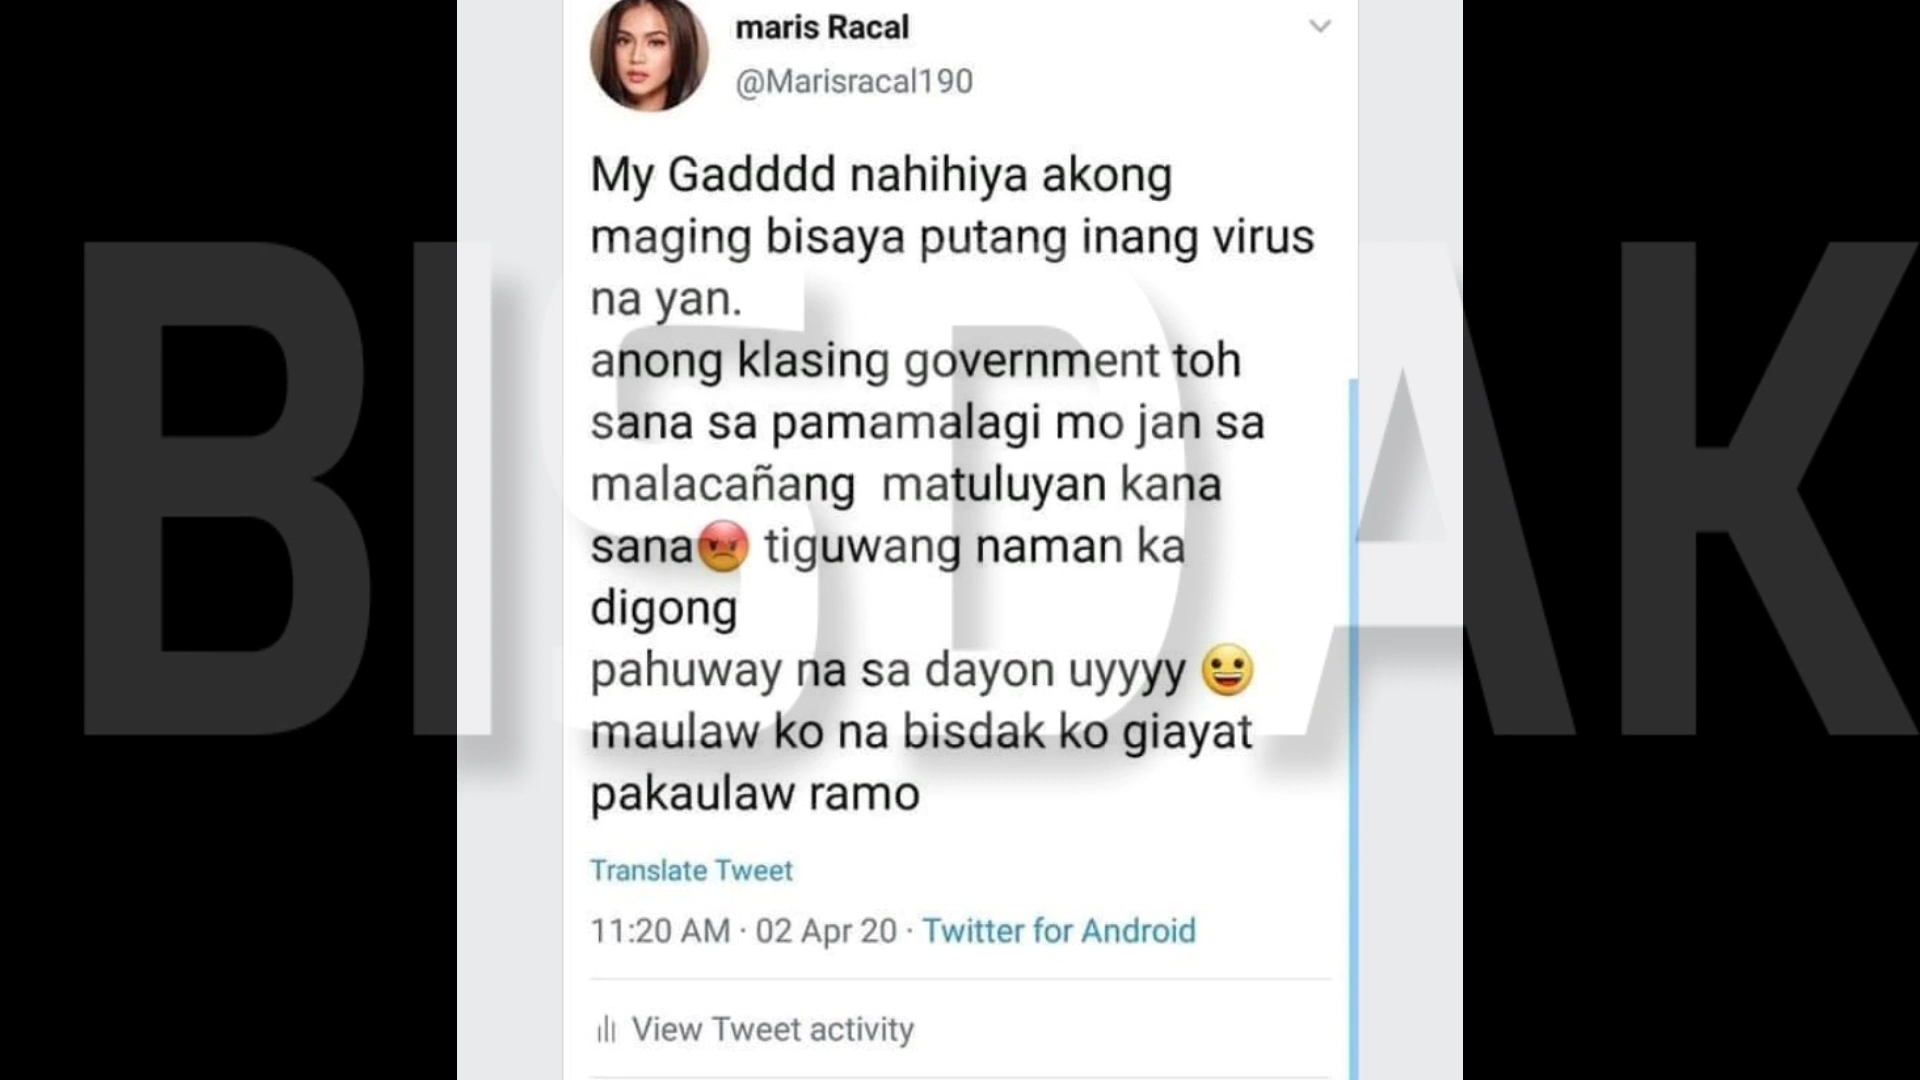 maris Racal
@Marisracal190
My Gadddd nahihiya akong
maging bisaya putang inang virus
na yan.
anong klasing government toh
sana sa pamamalagi mo jan sa
malacañang  matuluyan kana
sana😡 tiguwang naman ka
digong
pahuway na sa dayon uyyyy 😀
maulaw ko na bisdak ko giayat
pakaulaw ramo
Translate Tweet
11:20 AM · 02 Apr 20 · Twitter for Android
View Tweet activity
BISDAK